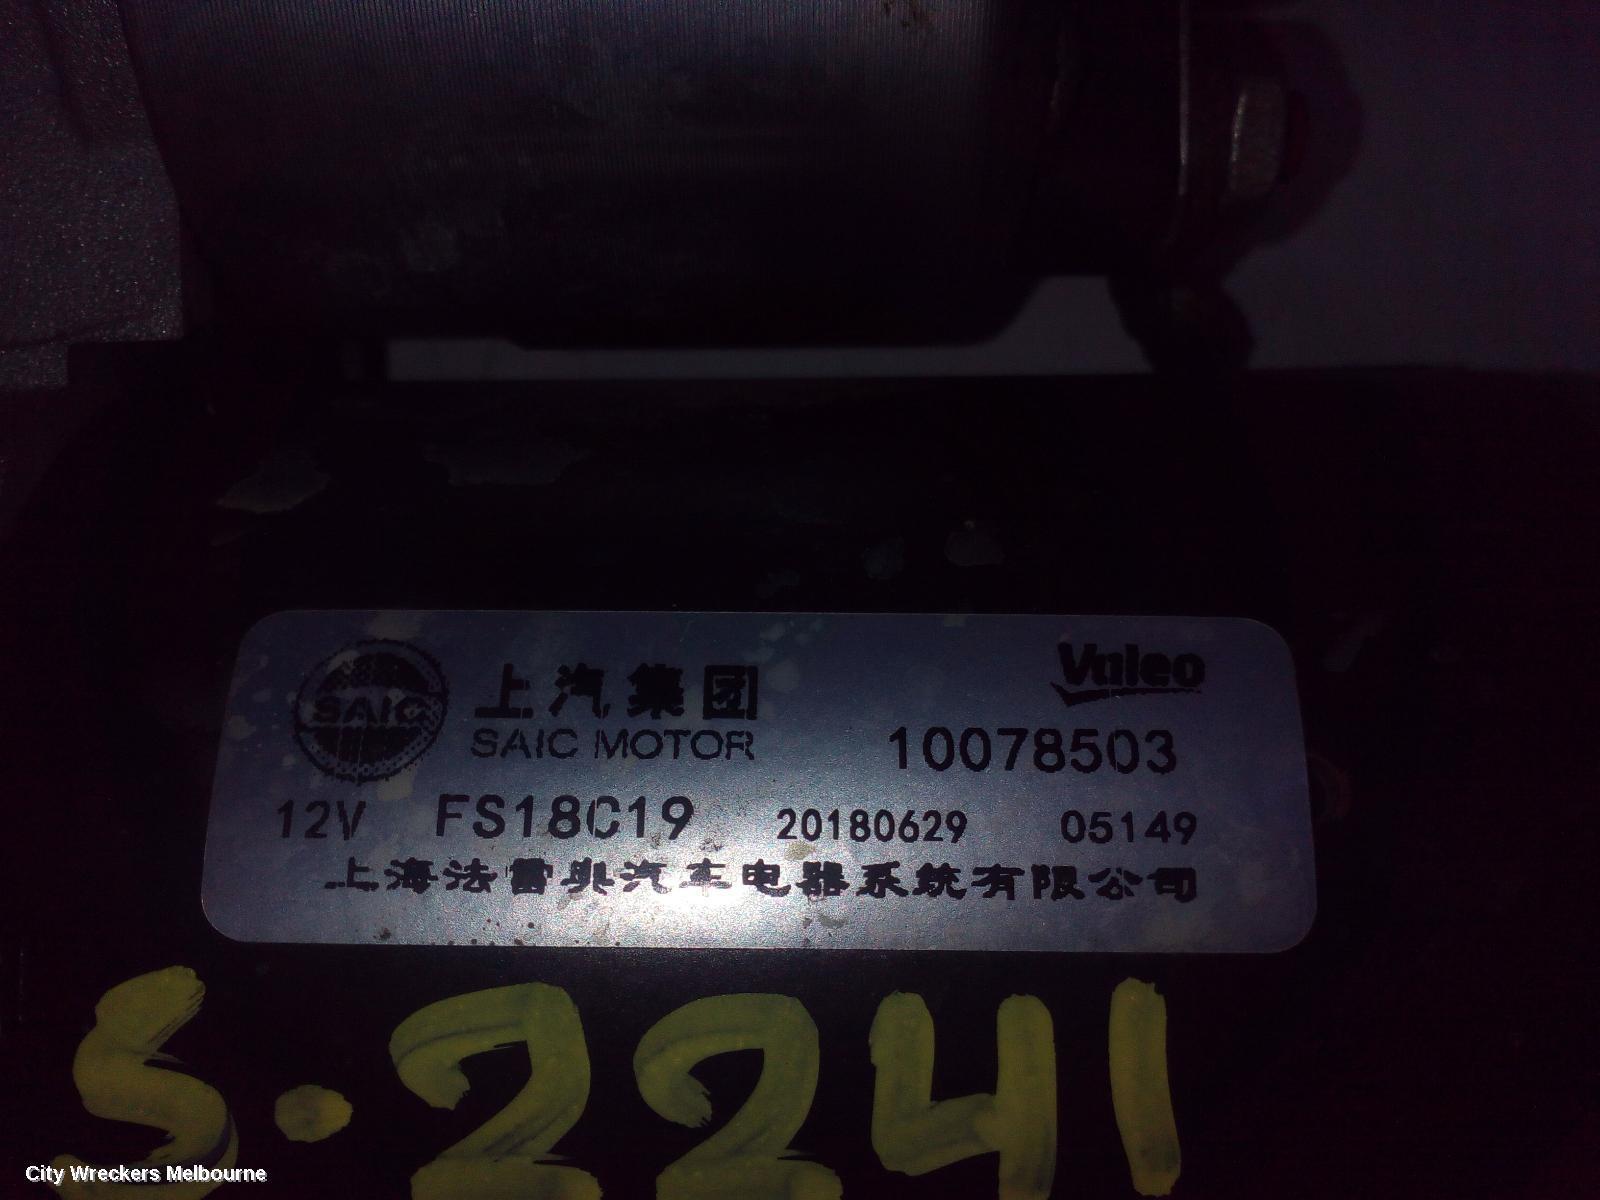 SAIC
上汽集团
SAIC MOTOR
Valeo
10078503
12V FS18C19 20180629 05149
上海法雷奥汽车电器系统有限公司
S·2241
City Wreckers Melbourne